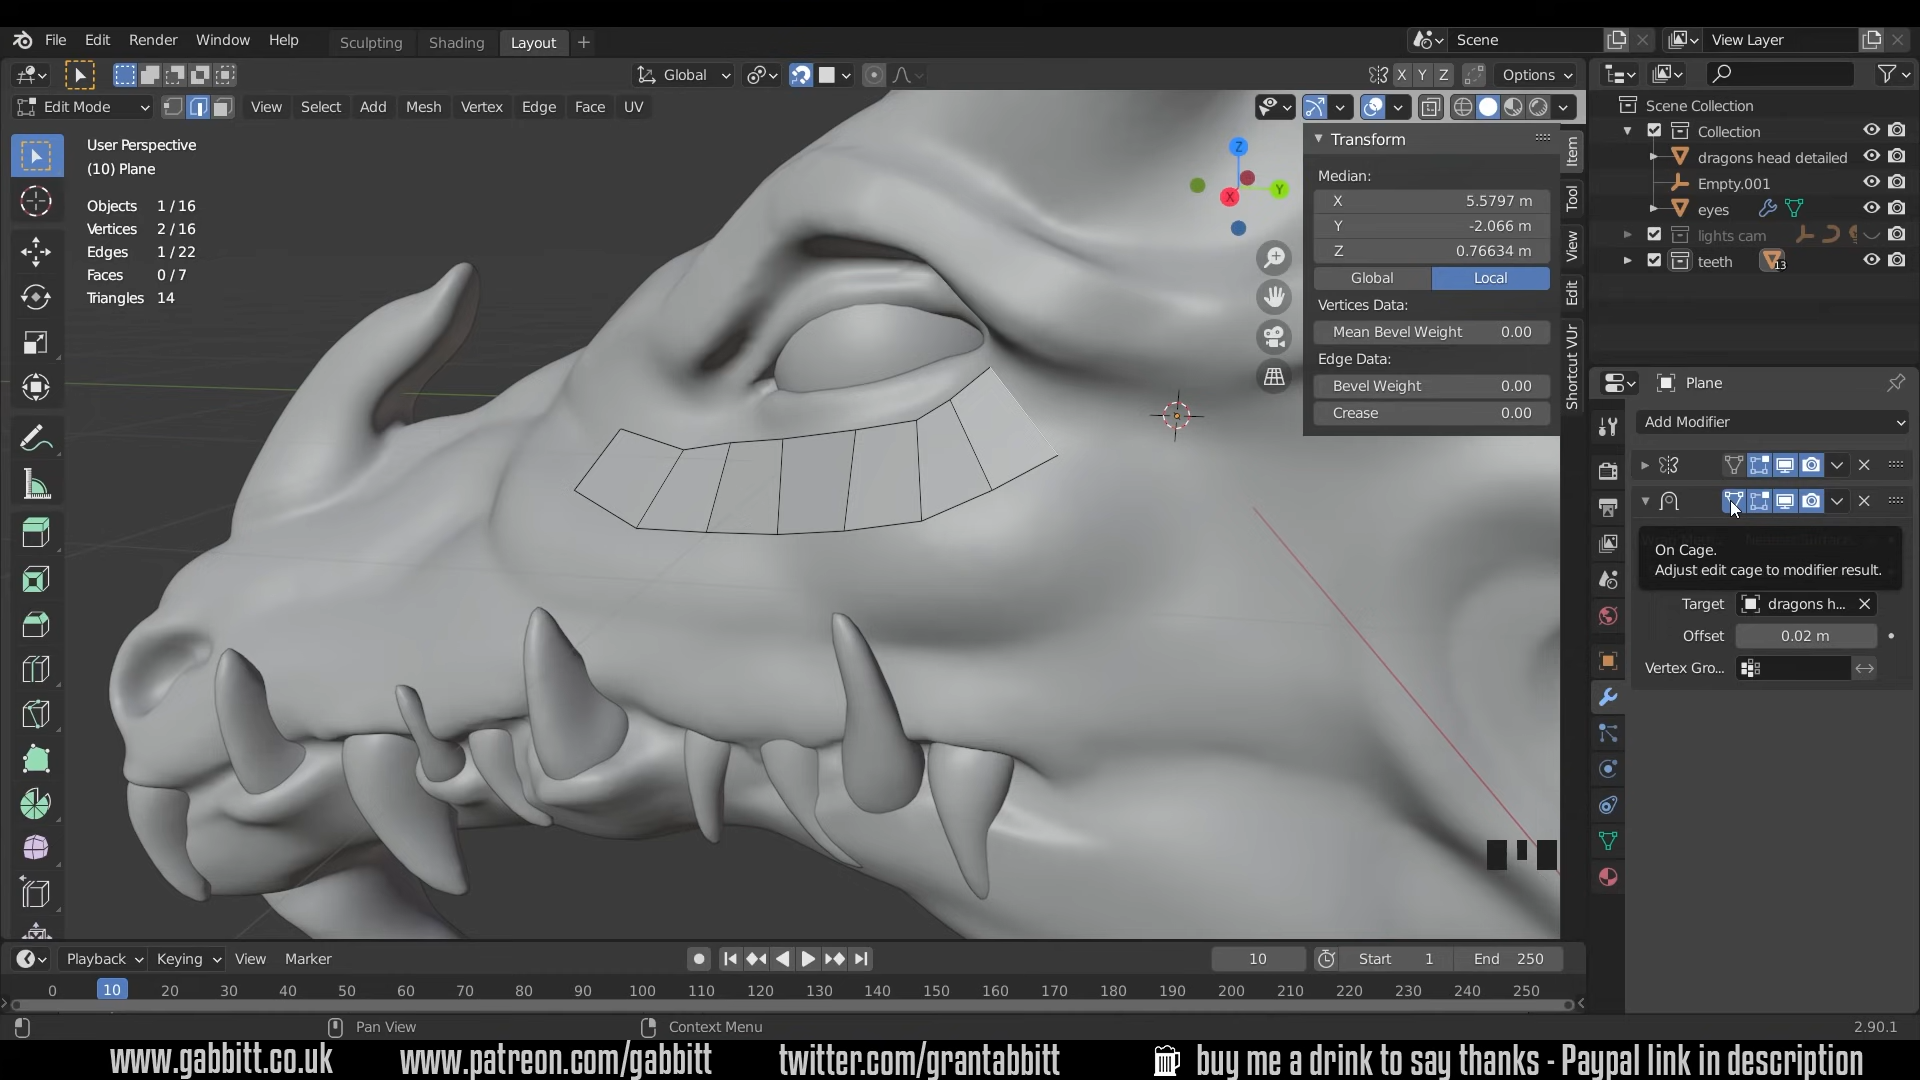 File Edit Render Window Help Sculpting Shading Layout + Scene View Layer
Global X Y Z Options
Edit Mode View Select Add Mesh Vertex Edge Face UV
User Perspective
(10) Plane
Objects 1 / 16
Vertices 2 / 16
Edges 1 / 22
Faces 0 / 7
Triangles 14
Z
Y
X
Transform
Median:
X 5.5797 m
Y -2.066 m
Z 0.76634 m
Global Local
Vertices Data:
Mean Bevel Weight 0.00
Edge Data:
Bevel Weight 0.00
Crease 0.00
Item
Tool
View
Edit
Shortcut VUr
Scene Collection
Collection
dragons head detailed
Empty.001
eyes
lights cam
teeth 13
Plane
Add Modifier
On Cage.
Adjust edit cage to modifier result.
Target dragons h...
Offset 0.02 m
Vertex Gro...
Playback Keying View Marker 10 Start 1 End 250
0 10 20 30 40 50 60 70 80 90 100 110 120 130 140 150 160 170 180 190 200 210 220 230 240 250
Pan View Context Menu 2.90.1
www.gabbitt.co.uk www.patreon.com/gabbitt twitter.com/grantabbitt buy me a drink to say thanks - Paypal link in description